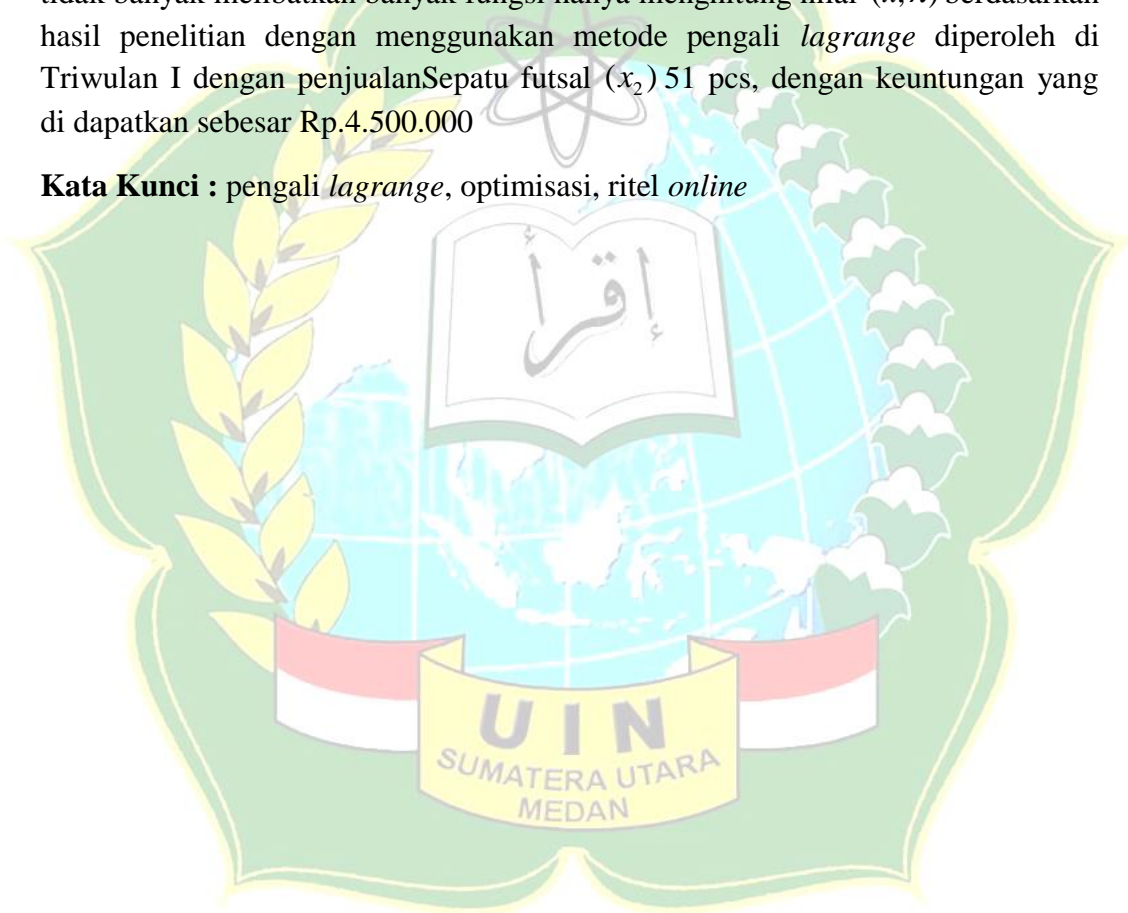 hasil penelitian dengan menggunakan metode pengali lagrange diperoleh di
Triwulan I dengan penjualanSepatu futsal (x₂) 51 pcs, dengan keuntungan yang
di dapatkan sebesar Rp.4.500.000
Kata Kunci : pengali lagrange, optimisasi, ritel online
إقرأ
UIN
SUMATERA UTARA
MEDAN